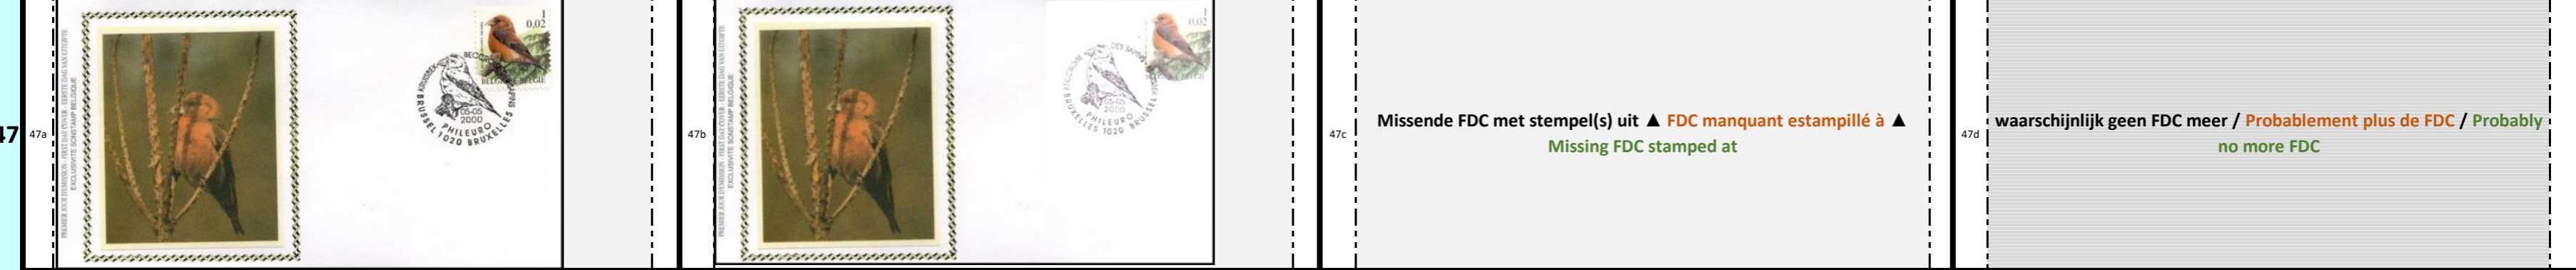 47
47a
PREMIER JOUR D'EMISSION - FIRST DAY COVER - EERSTE DAG VAN UITGIFTE
EXCLUSIVITE SONSTAMP BELGIQUE
1
0,02
BELGIQUE BELGIE
BRUSSEL 1020 BRUXELLES
05-05
2000
PHILEURO
47b
PREMIER JOUR D'EMISSION - FIRST DAY COVER - EERSTE DAG VAN UITGIFTE
EXCLUSIVITE SONSTAMP BELGIQUE
1
0,02
BECCROISE DES SAPINS
BRUXELLES 1020 BRUSSEL
05-05
2000
PHILEURO
47c
Missende FDC met stempel(s) uit ▲ FDC manquant estampillé à ▲
Missing FDC stamped at
47d
waarschijnlijk geen FDC meer / Probablement plus de FDC / Probably
no more FDC